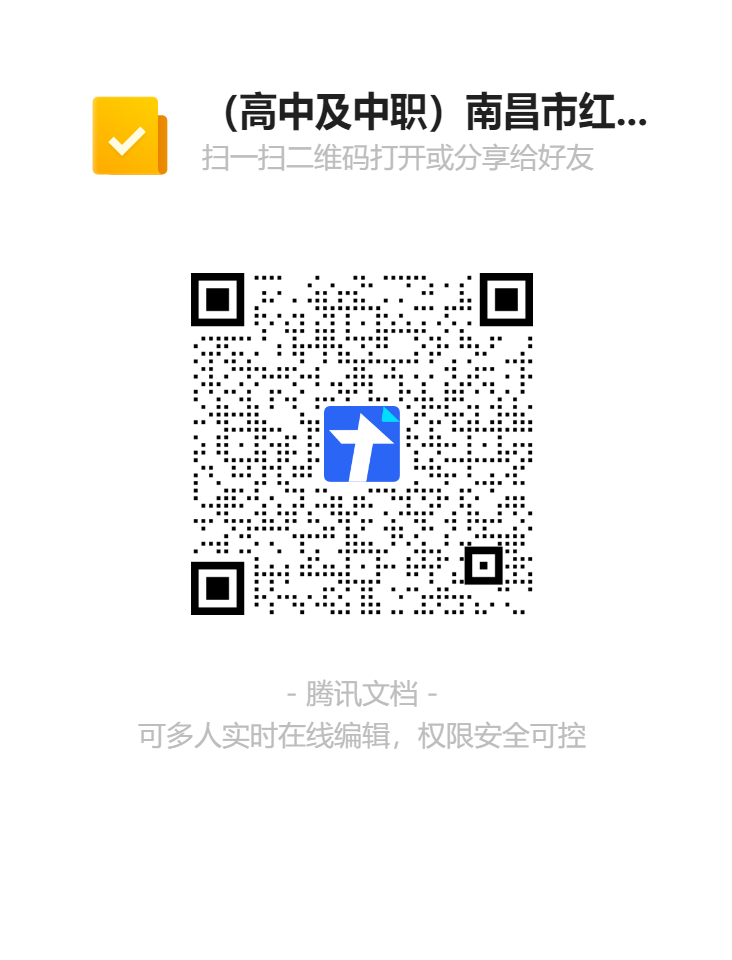 （高中及中职）南昌市红...
扫一扫二维码打开或分享给好友
- 腾讯文档 -
可多人实时在线编辑，权限安全可控